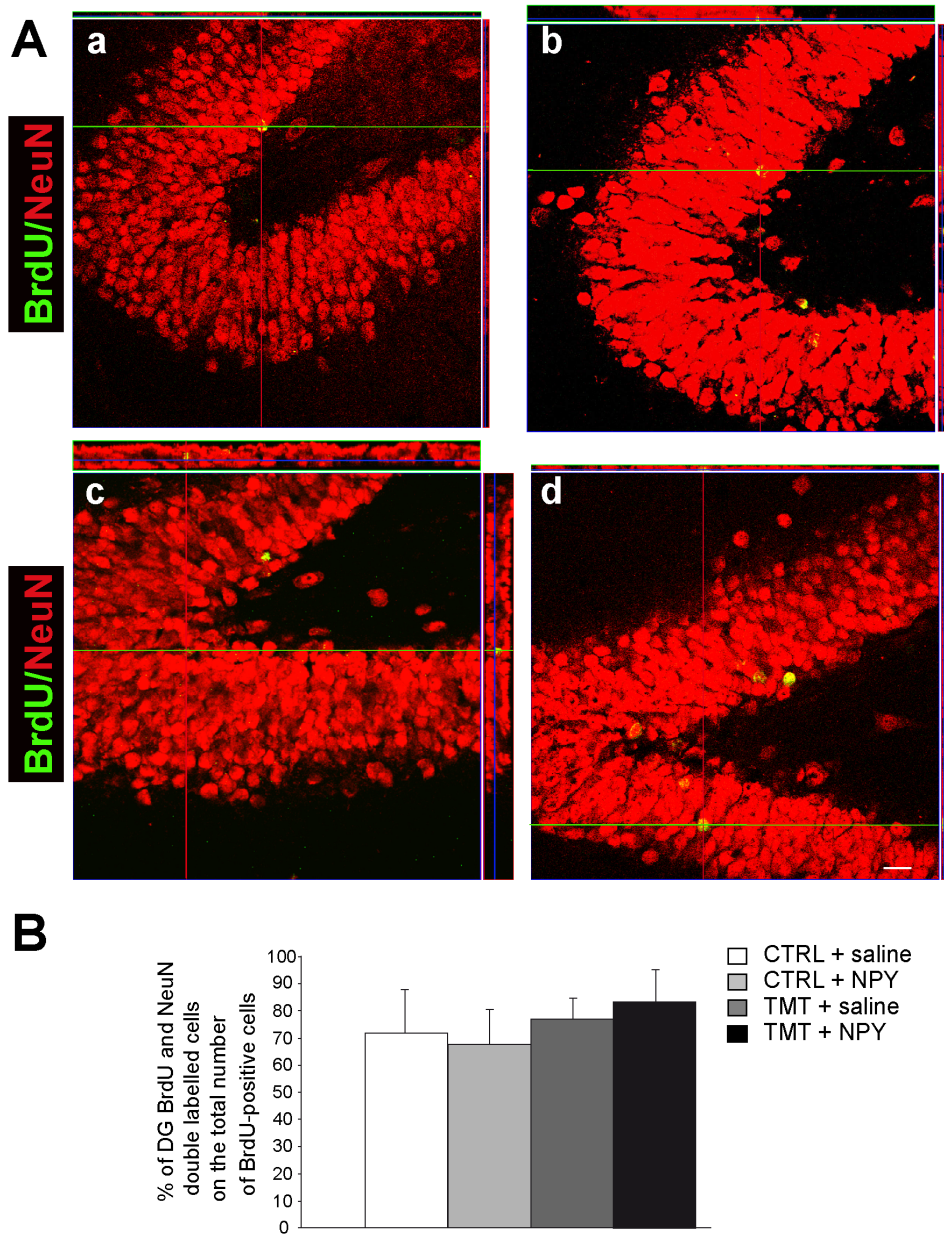 A
a
b
BrdU/NeuN
c
d
BrdU/NeuN
B
% of DG BrdU and NeuN
double labelled cells
on the total number
of BrdU-positive cells
100
90
80
70
60
50
40
30
20
10
0
CTRL + saline
CTRL + NPY
TMT + saline
TMT + NPY